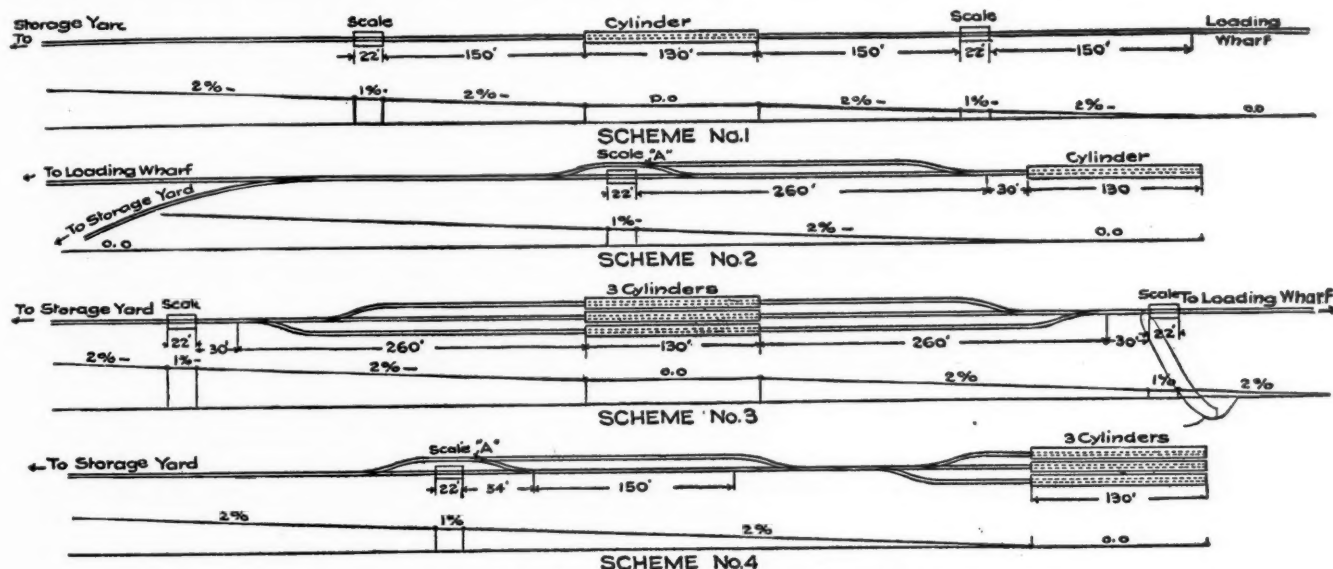 Storage Yard
To
Scale
Cylinder
Scale
Loading
Wharf
22' 150' 130' 150' 22' 150'
2%- 1%- 2%- 0.0 2%- 1%- 2%- 0.0
SCHEME No.1
To Loading Wharf
Scale "A"
Cylinder
To Storage Yard
22' 260' 30' 130
0.0 1%- 2%- 0.0
SCHEME No.2
To Storage Yard
Scale
3 Cylinders
Scale
To Loading Wharf
22' 30' 260' 130' 260' 30' 22'
2%- 1%- 2%- 0.0 2% 1% 2%
SCHEME No.3
To Storage Yard
Scale "A"
3 Cylinders
22' 54' 150' 130'
2% 1% 2% 0.0
SCHEME No.4